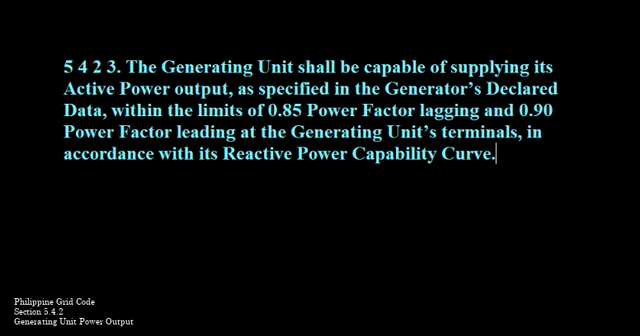 5 4 2 3. The Generating Unit shall be capable of supplying its
Active Power output, as specified in the Generator’s Declared
Data, within the limits of 0.85 Power Factor lagging and 0.90
Power Factor leading at the Generating Unit’s terminals, in
accordance with its Reactive Power Capability Curve.
Philippine Grid Code
Section 5.4.2
Generating Unit Power Output